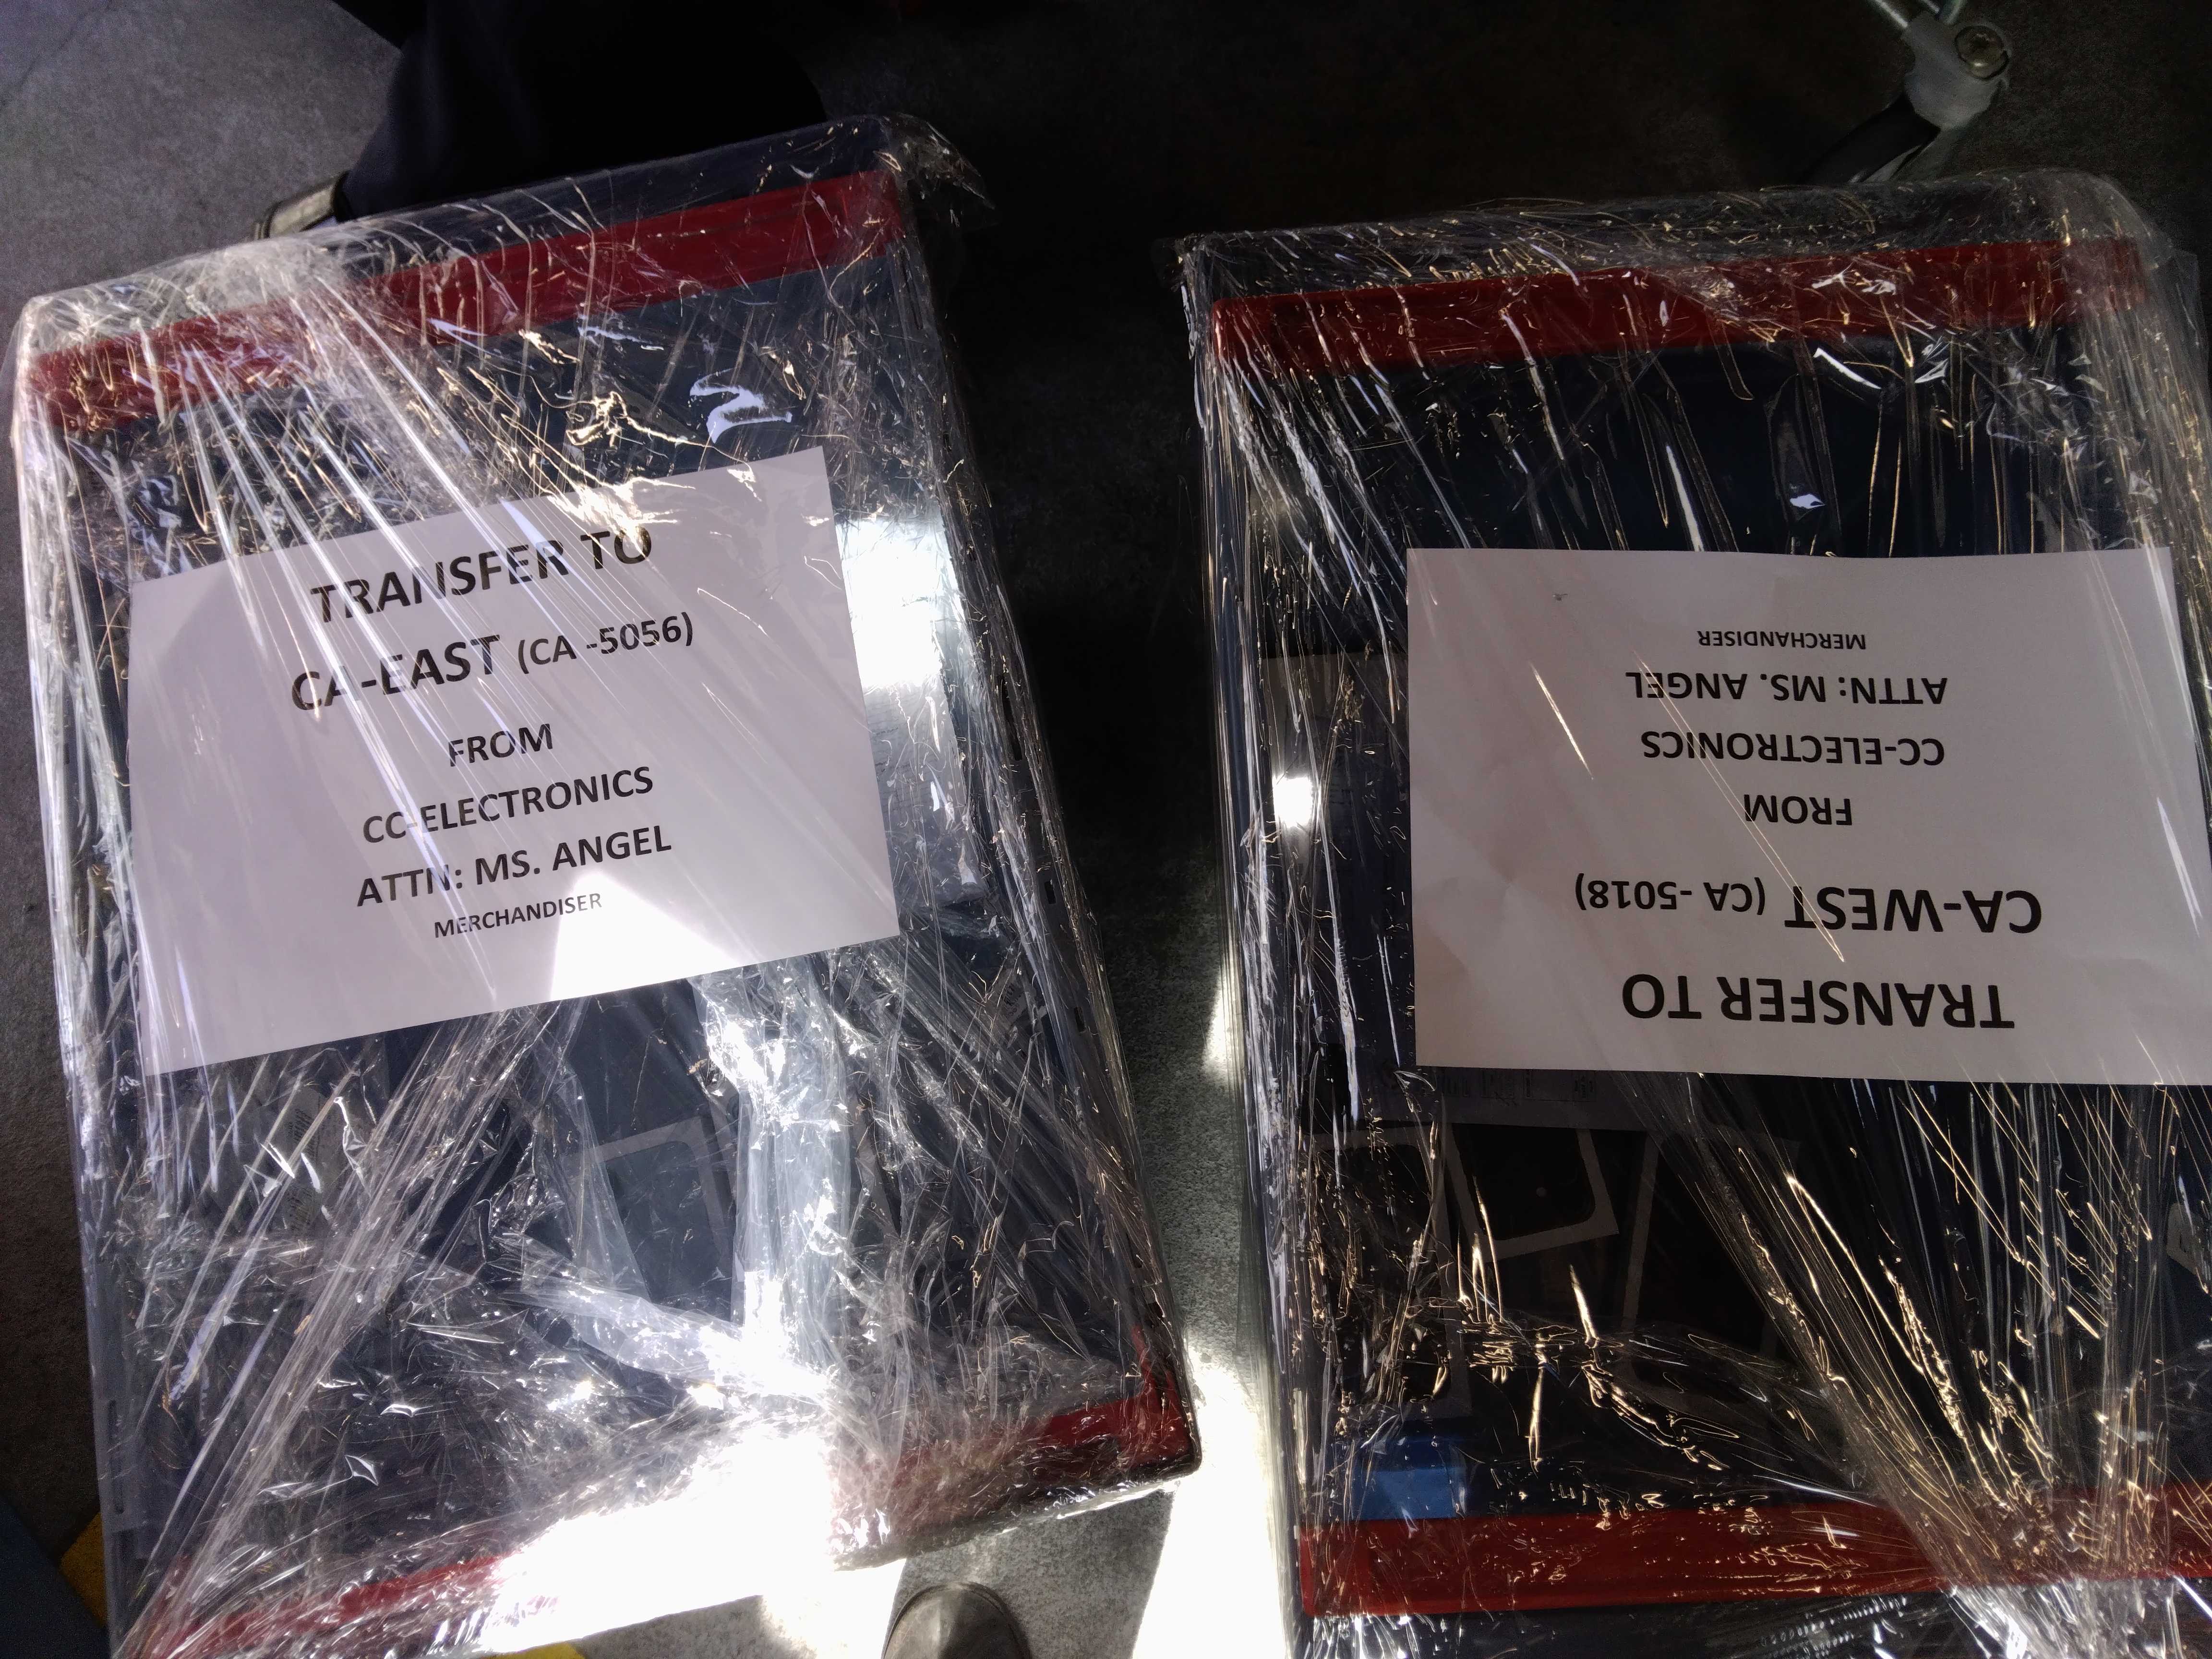 TRANSFER TO
CA-EAST (CA -5056)
FROM
CC-ELECTRONICS
ATTN: MS. ANGEL
MERCHANDISER
TRANSFER TO
CA-WEST (CA - 5018)
FROM
CC-ELECTRONICS
ATTN: MS. ANGEL
MERCHANDISER